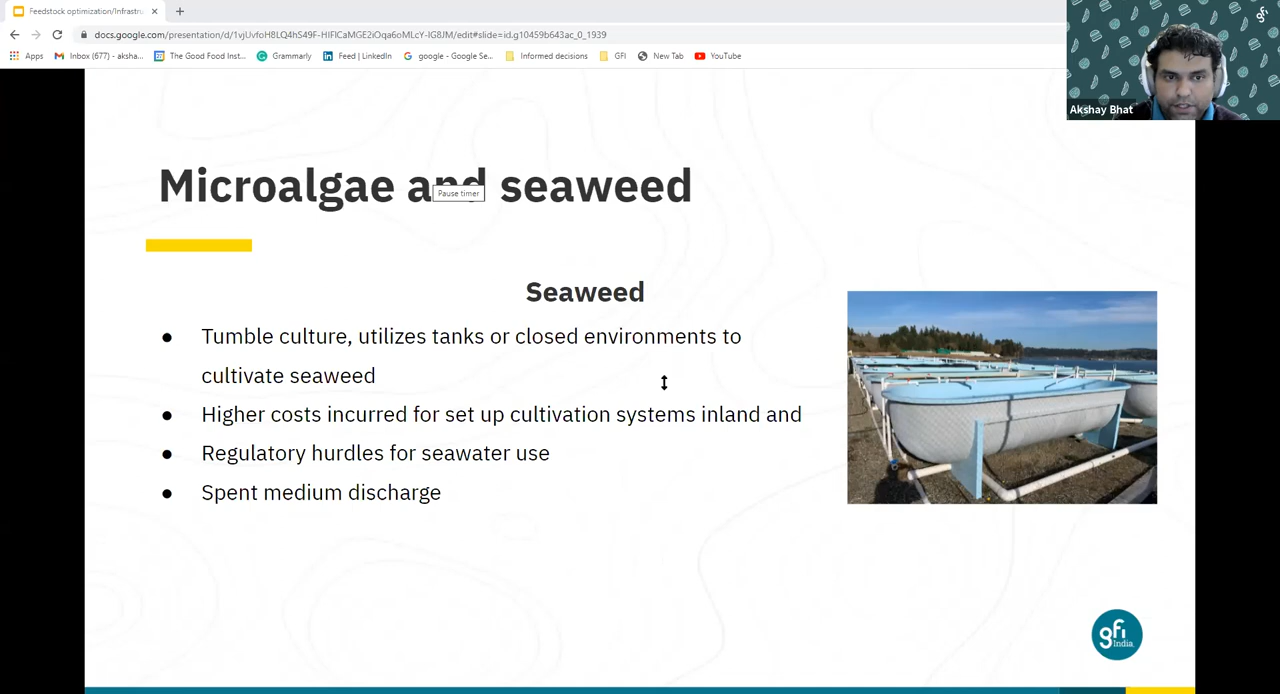 Feedstock optimization/Infrastru
docs.google.com/presentation/d/1vjUvfoH8LQ4hS49F-HIFlCaMGE2iOqa6oMLcY-IG8JM/edit#slide=id.g10459b643ac_0_1939
Apps Inbox (677) - aksha... The Good Food Inst... Grammarly Feed | LinkedIn google - Google Se... Informed decisions GFI New Tab YouTube
gfi
Akshay Bhat
Microalgae and seaweed
Pause timer
Seaweed
● Tumble culture, utilizes tanks or closed environments to
cultivate seaweed
● Higher costs incurred for set up cultivation systems inland and
● Regulatory hurdles for seawater use
● Spent medium discharge
gfi
India.